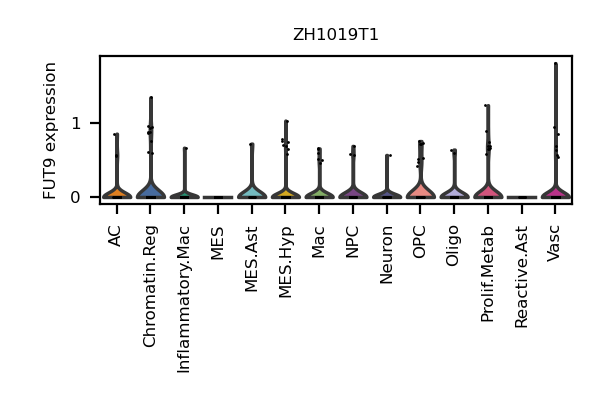 ZH1019T1
FUT9 expression
1
0
AC
Chromatin.Reg
Inflammatory.Mac
MES
MES.Ast
MES.Hyp
Mac
NPC
Neuron
OPC
Oligo
Prolif.Metab
Reactive.Ast
Vasc